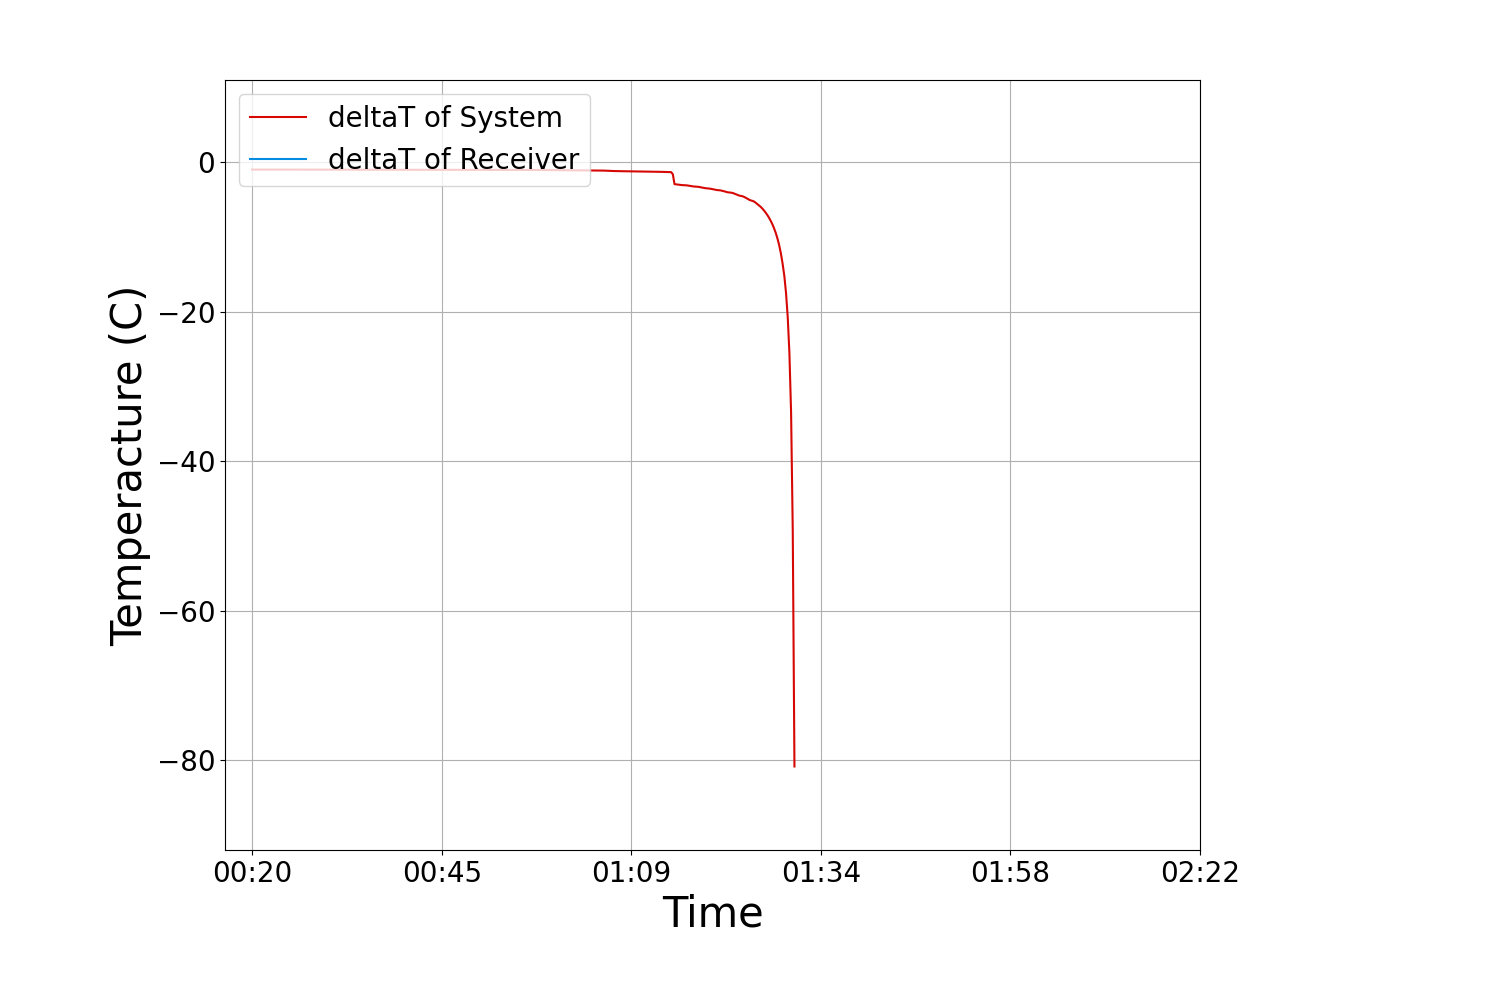 deltaT of System
deltaT of Receiver
0
−20
−40
−60
−80
Temperacture (C)
00:20 00:45 01:09 01:34 01:58 02:22
Time